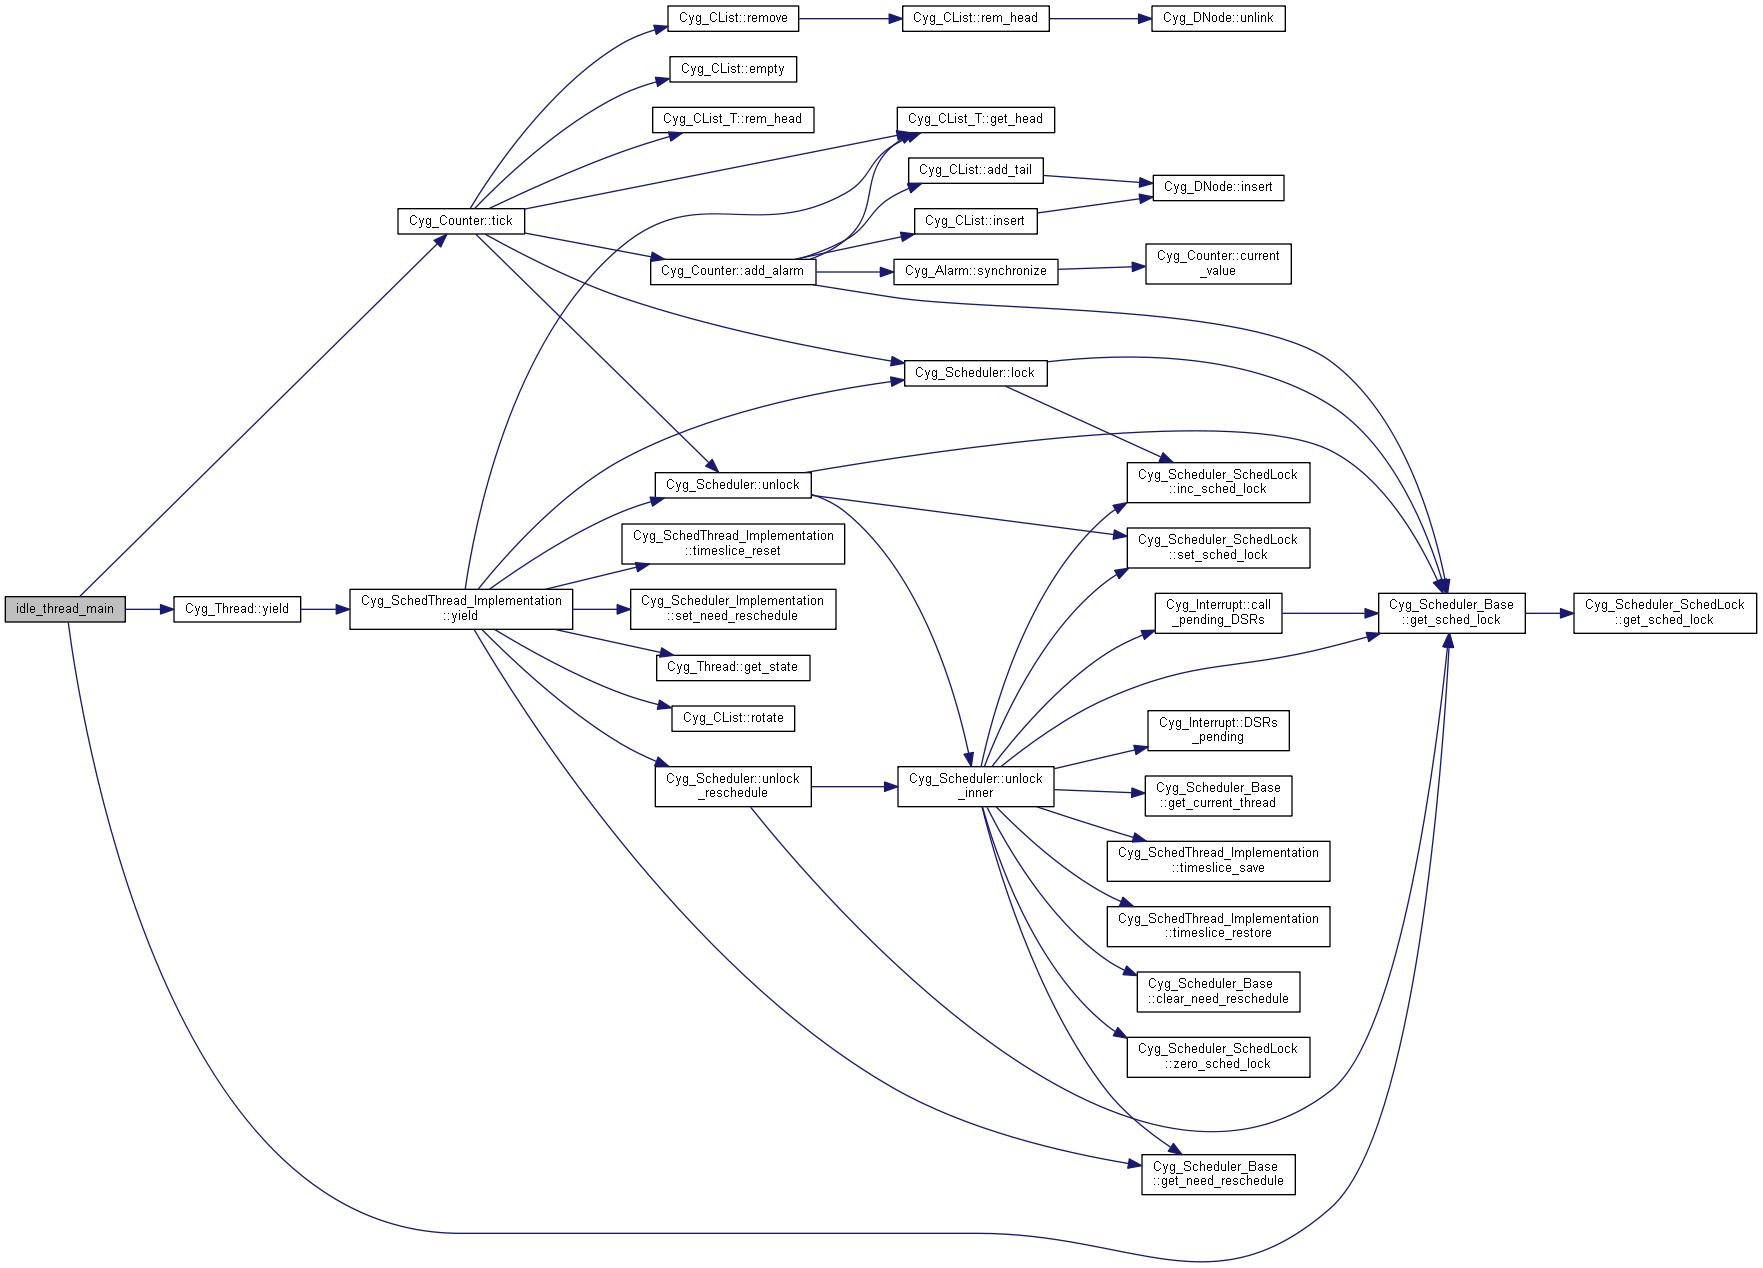 Cyg_CList::remove
Cyg_CList::rem_head
Cyg_DNode::unlink
Cyg_CList::empty
Cyg_CList_T::rem_head
Cyg_CList_T::get_head
Cyg_CList::add_tail
Cyg_DNode::insert
Cyg_Counter::tick
Cyg_CList::insert
Cyg_Counter::add_alarm
Cyg_Alarm::synchronize
Cyg_Counter::current
_value
Cyg_Scheduler::lock
Cyg_Scheduler::unlock
Cyg_Scheduler_SchedLock
::inc_sched_lock
Cyg_SchedThread_Implementation
::timeslice_reset
Cyg_Scheduler_SchedLock
::set_sched_lock
idle_thread_main
Cyg_Thread::yield
Cyg_SchedThread_Implementation
::yield
Cyg_Scheduler_Implementation
::set_need_reschedule
Cyg_Interrupt::call
_pending_DSRs
Cyg_Scheduler_Base
::get_sched_lock
Cyg_Scheduler_SchedLock
::get_sched_lock
Cyg_Thread::get_state
Cyg_CList::rotate
Cyg_Interrupt::DSRs
_pending
Cyg_Scheduler::unlock
_reschedule
Cyg_Scheduler::unlock
_inner
Cyg_Scheduler_Base
::get_current_thread
Cyg_SchedThread_Implementation
::timeslice_save
Cyg_SchedThread_Implementation
::timeslice_restore
Cyg_Scheduler_Base
::clear_need_reschedule
Cyg_Scheduler_SchedLock
::zero_sched_lock
Cyg_Scheduler_Base
::get_need_reschedule